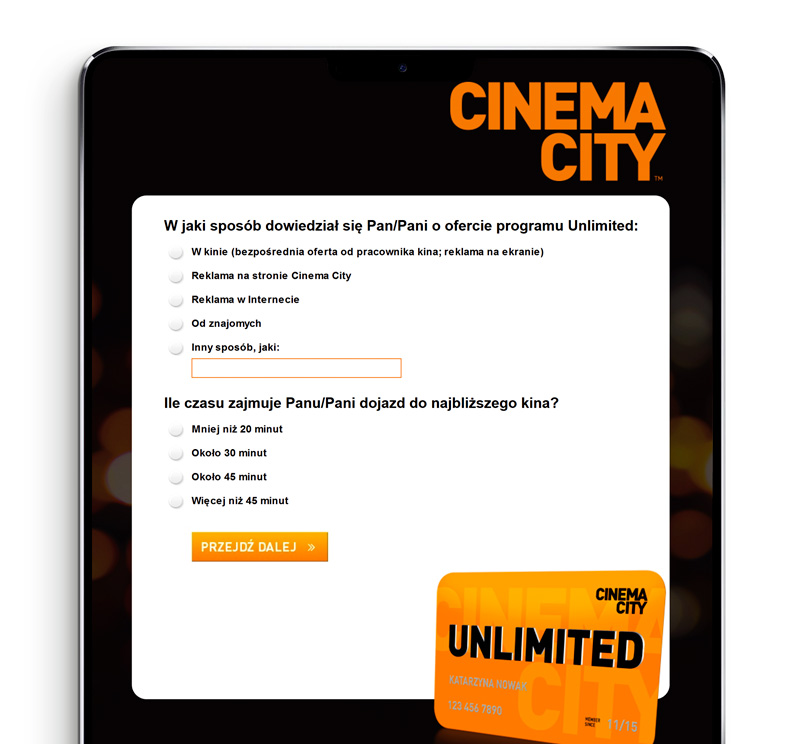 CINEMA
CITY™
W jaki sposób dowiedział się Pan/Pani o ofercie programu Unlimited:
W kinie (bezpośrednia oferta od pracownika kina; reklama na ekranie)
Reklama na stronie Cinema City
Reklama w Internecie
Od znajomych
Inny sposób, jaki:
Ile czasu zajmuje Panu/Pani dojazd do najbliższego kina?
Mniej niż 20 minut
Około 30 minut
Około 45 minut
Więcej niż 45 minut
PRZEJDŹ DALEJ »
CINEMA
CITY
CINEMA
CITY
UNLIMITED
KATARZYNA NOWAK
123 456 7890
MEMBER
SINCE
11/15